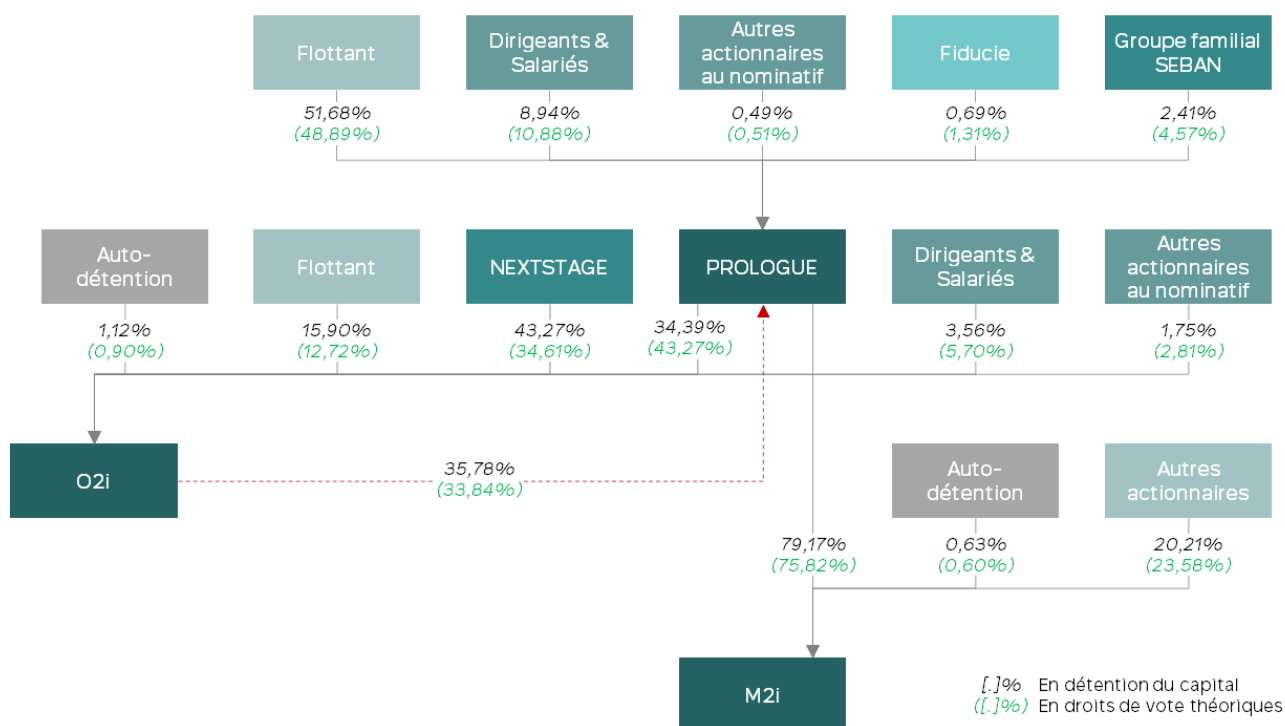 Flottant
Dirigeants &
Salariés
Autres
actionnaires
au nominatif
Fiducie
Groupe familial
SEBAN
51,68%
(48,89%)
8,94%
(10,88%)
0,49%
(0,51%)
0,69%
(1,31%)
2,41%
(4,57%)
Auto-
détention
Flottant
NEXTSTAGE
PROLOGUE
Dirigeants &
Salariés
Autres
actionnaires
au nominatif
1,12%
(0,90%)
15,90%
(12,72%)
43,27%
(34,61%)
34,39%
(43,27%)
3,56%
(5,70%)
1,75%
(2,81%)
O2i
35,78%
(33,84%)
Auto-
détention
Autres
actionnaires
79,17%
(75,82%)
0,63%
(0,60%)
20,21%
(23,58%)
M2i
[.]% En détention du capital
([.]%) En droits de vote théoriques